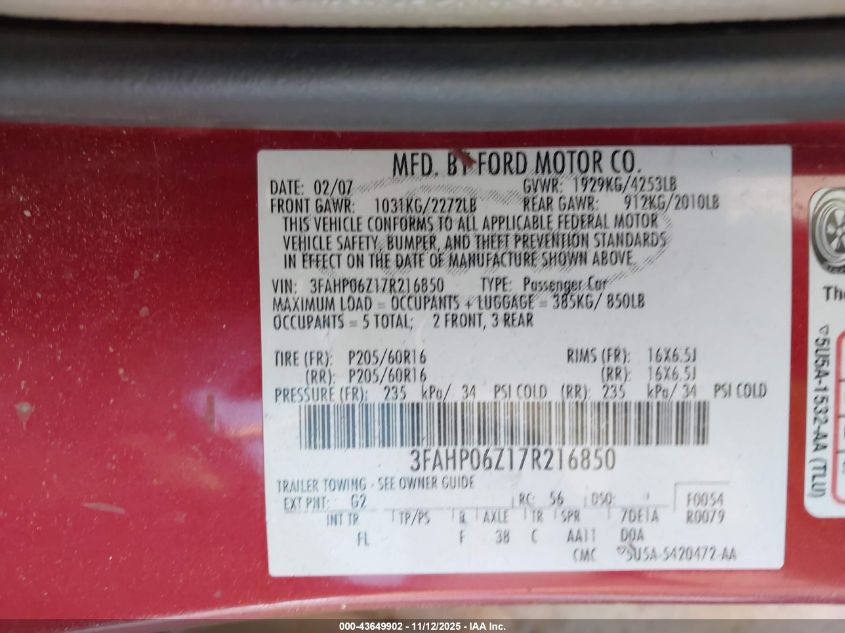 MFD. BY FORD MOTOR CO.
DATE: 02/07 GVWR: 1929KG/4253LB
FRONT GAWR: 1031KG/2272LB REAR GAWR: 912KG/2010LB
THIS VEHICLE CONFORMS TO ALL APPLICABLE FEDERAL MOTOR
VEHICLE SAFETY, BUMPER, AND THEFT PREVENTION STANDARDS
IN EFFECT ON THE DATE OF MANUFACTURE SHOWN ABOVE.
VIN: 3FAHP06Z17R216850 TYPE: Passenger Car
MAXIMUM LOAD = OCCUPANTS + LUGGAGE = 385KG/ 850LB
OCCUPANTS = 5 TOTAL; 2 FRONT, 3 REAR
TIRE (FR): P205/60R16 RIMS (FR): 16X6.5J
(RR): P205/60R16 (RR): 16X6.5J
PRESSURE (FR): 235 kPa/ 34 PSI COLD (RR): 235 kPa/ 34 PSI COLD
3FAHP06Z17R216850
TRAILER TOWING - SEE OWNER GUIDE
EXT PNT: G2 RC: 56 DSO: F0054
INT TR TP/PS R AXLE TR SPR 7DE1A R0079
FL F 38 C AA11 DOA
CMC 5U5A-5420472-AA
The
5U5A-1532-AA (TLU)
000-43649902 - 11/12/2025 - IAA Inc.